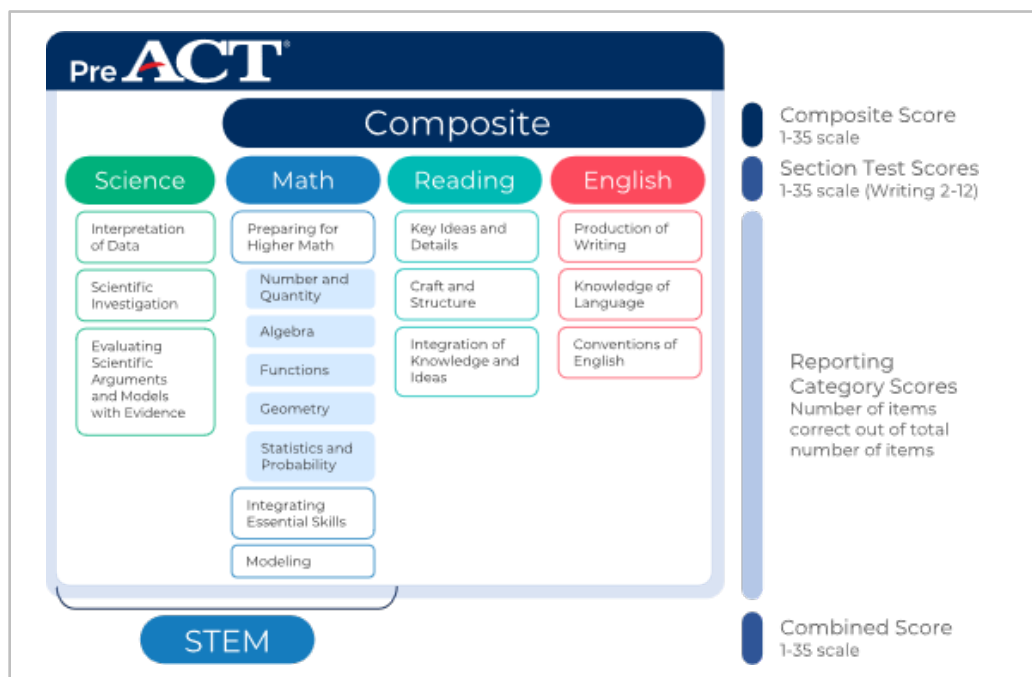 PreACT®
Composite
Science
Math
Reading
English
Interpretation
of Data
Scientific
Investigation
Evaluating
Scientific
Arguments
and Models
with Evidence
Preparing for
Higher Math
Number and
Quantity
Algebra
Functions
Geometry
Statistics and
Probability
Integrating
Essential Skills
Modeling
Key Ideas and
Details
Craft and
Structure
Integration of
Knowledge and
Ideas
Production of
Writing
Knowledge of
Language
Conventions of
English
STEM
Composite Score
1-35 scale
Section Test Scores
1-35 scale (Writing 2-12)
Reporting
Category Scores
Number of items
correct out of total
number of items
Combined Score
1-35 scale